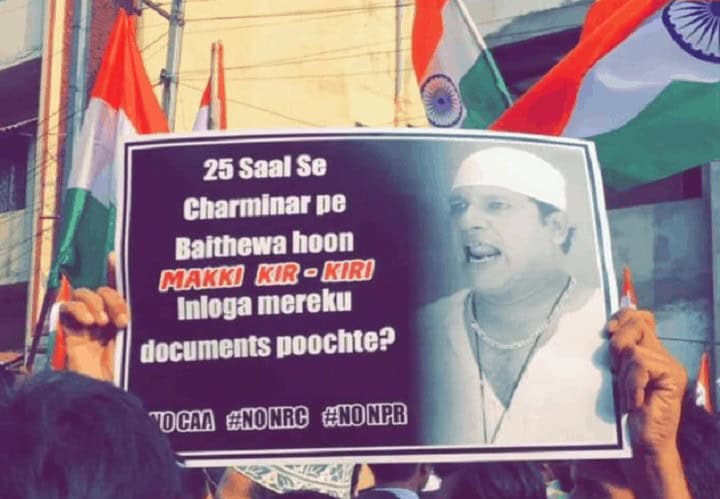 25 Saal Se
Charminar pe
Baithewa hoon
MAKKI KIR - KIRI
Inloga mereku
documents poochte?
NO CAA #NO NRC #NO NPR